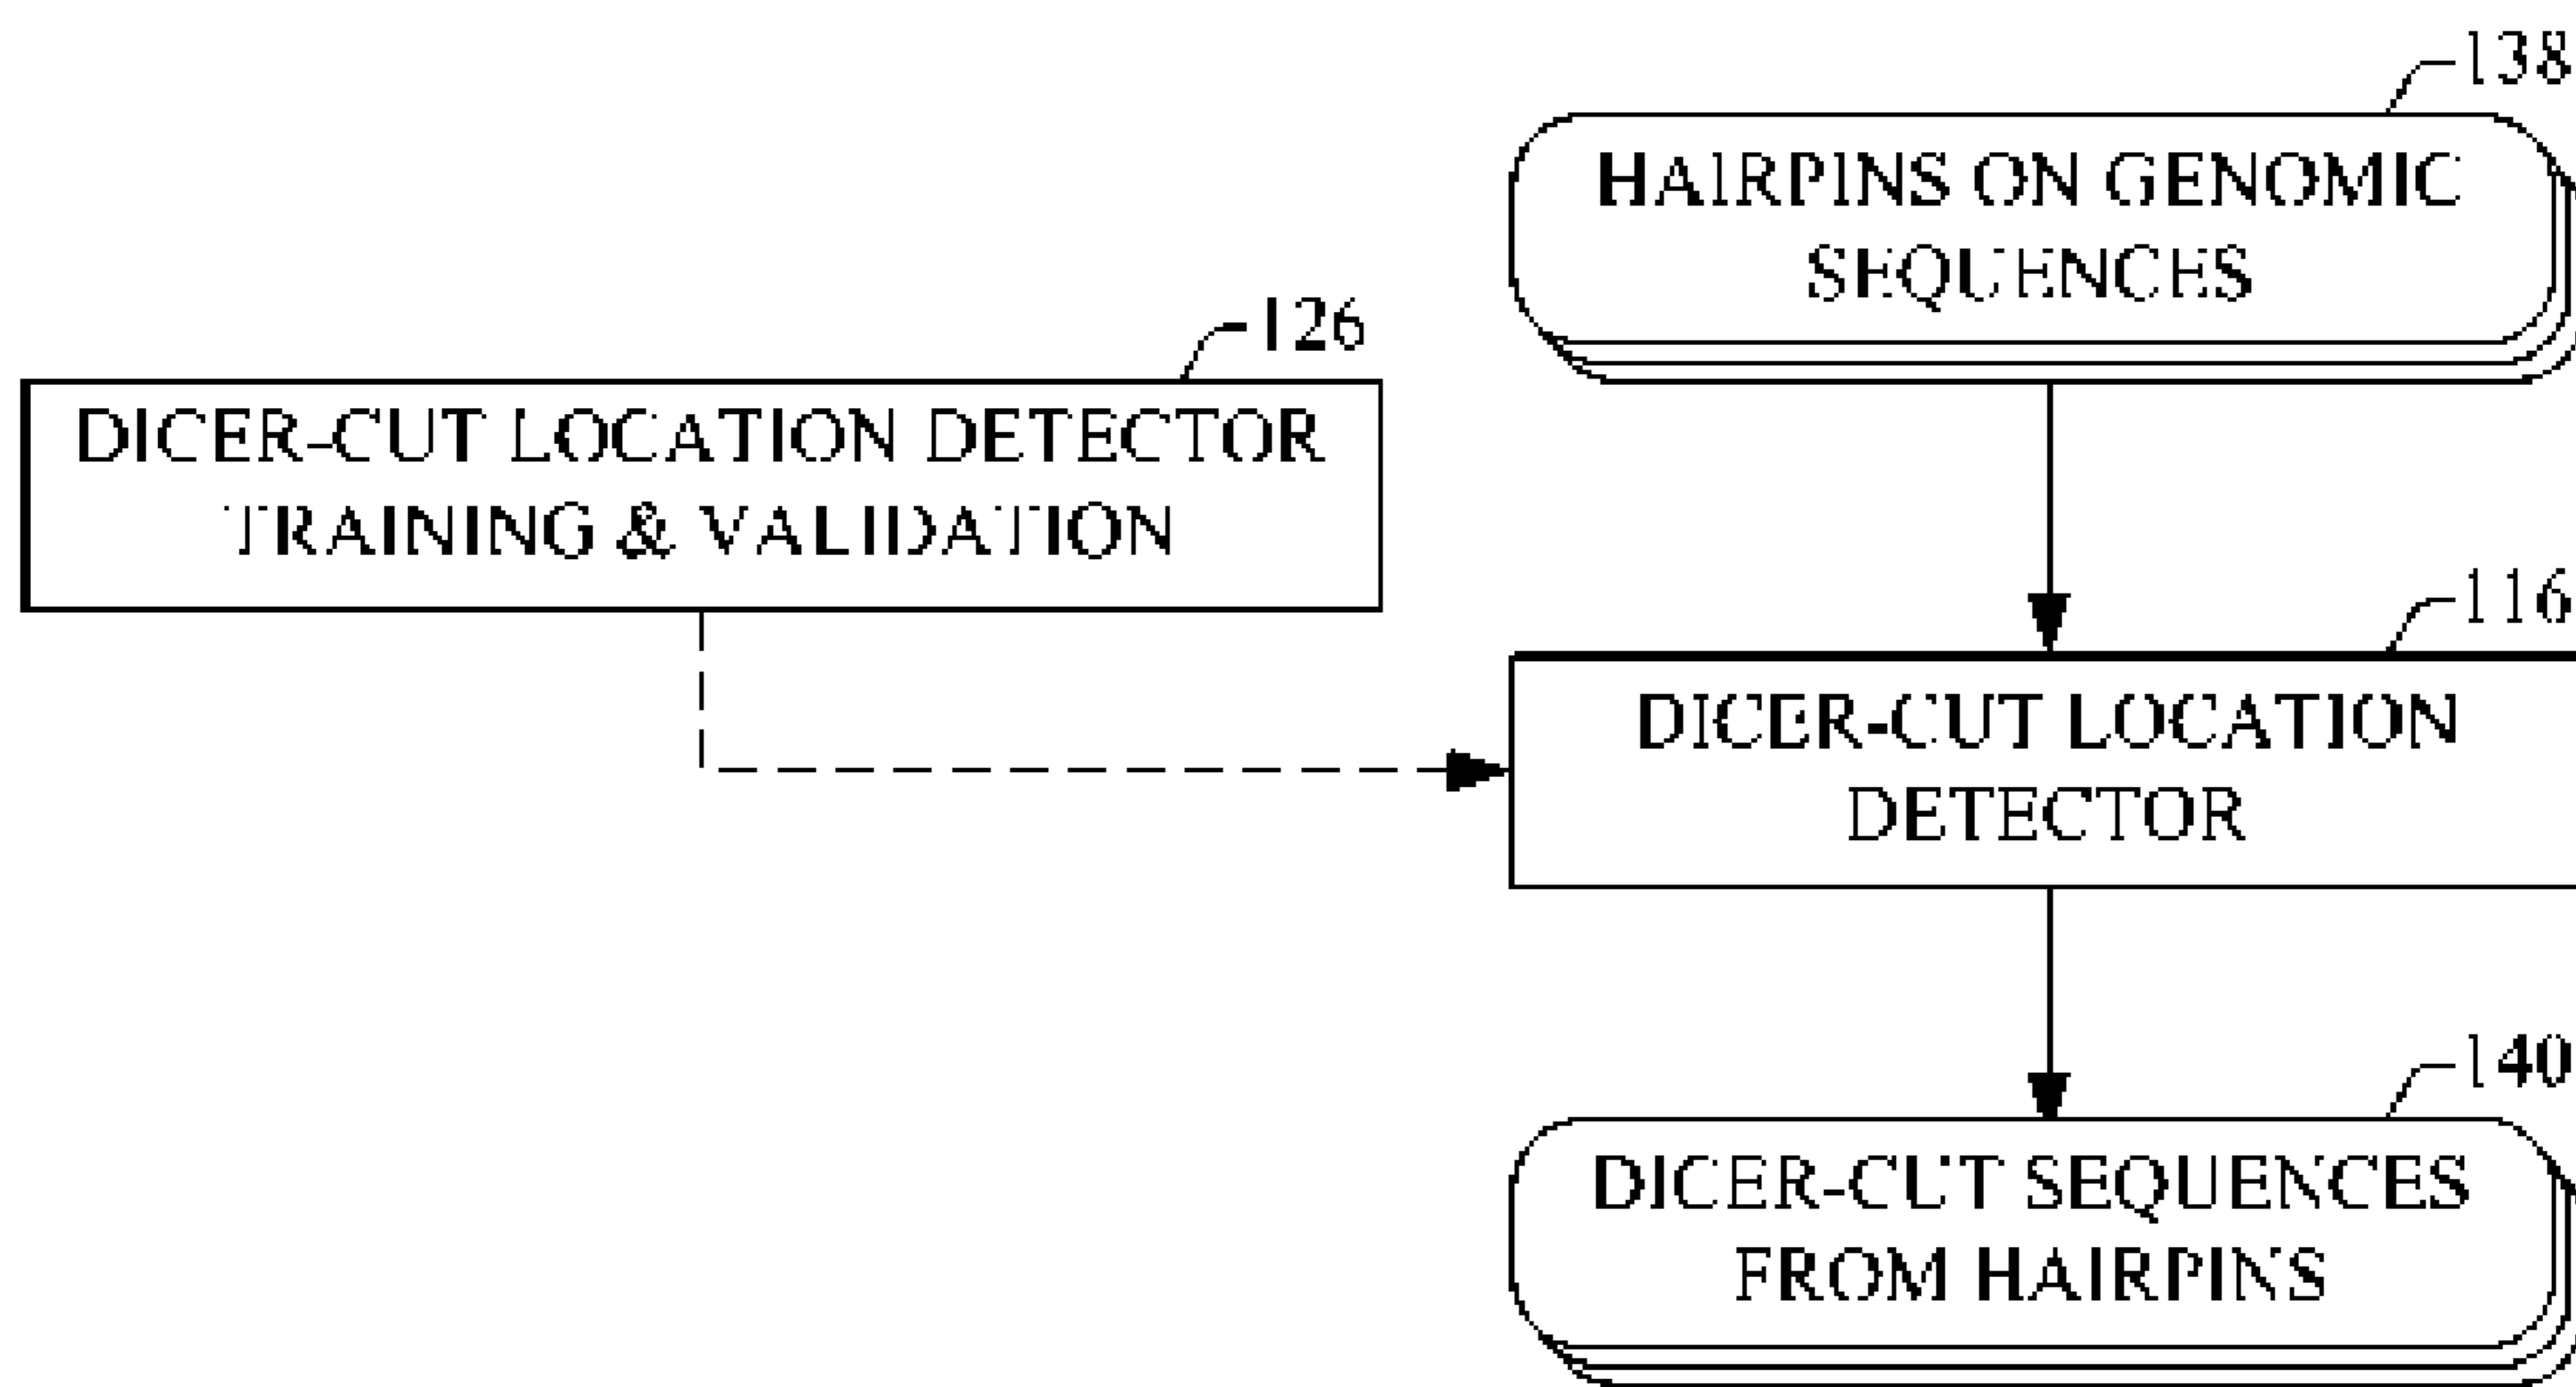 138
HAIRPINS ON GENOMIC
SEQUENCES
126
DICER-CUT LOCATION DETECTOR
TRAINING & VALIDATION
116
DICER-CUT LOCATION
DETECTOR
140
DICER-CUT SEQUENCES
FROM HAIRPINS